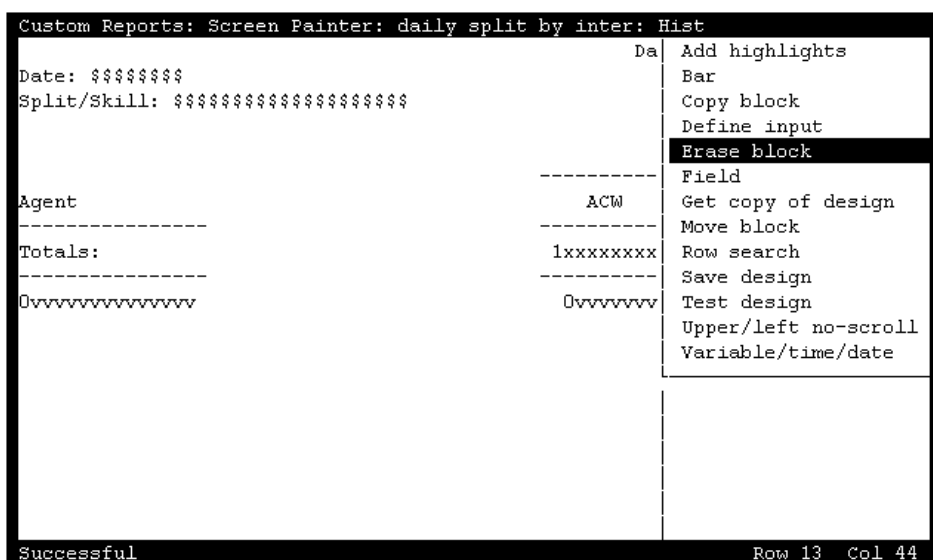 Custom Reports: Screen Painter: daily split by inter: Hist
Da
Date: $$$$$$$$
Split/Skill: $$$$$$$$$$$$$$$$$$$$
----------
Agent ACW
---------------- ----------
Totals: 1xxxxxxxx
---------------- ----------
0vvvvvvvvvvvvvv 0vvvvvvv
Add highlights
Bar
Copy block
Define input
Erase block
Field
Get copy of design
Move block
Row search
Save design
Test design
Upper/left no-scroll
Variable/time/date
Successful Row 13 Col 44